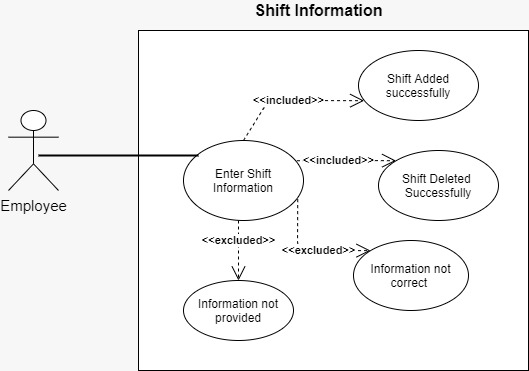 Shift Information
Shift Added
successfully
<<included>>
Enter Shift
Information
<<included>>
Shift Deleted
Successfully
Employee
<<excluded>>
<<excluded>>
Information not
correct
Information not
provided